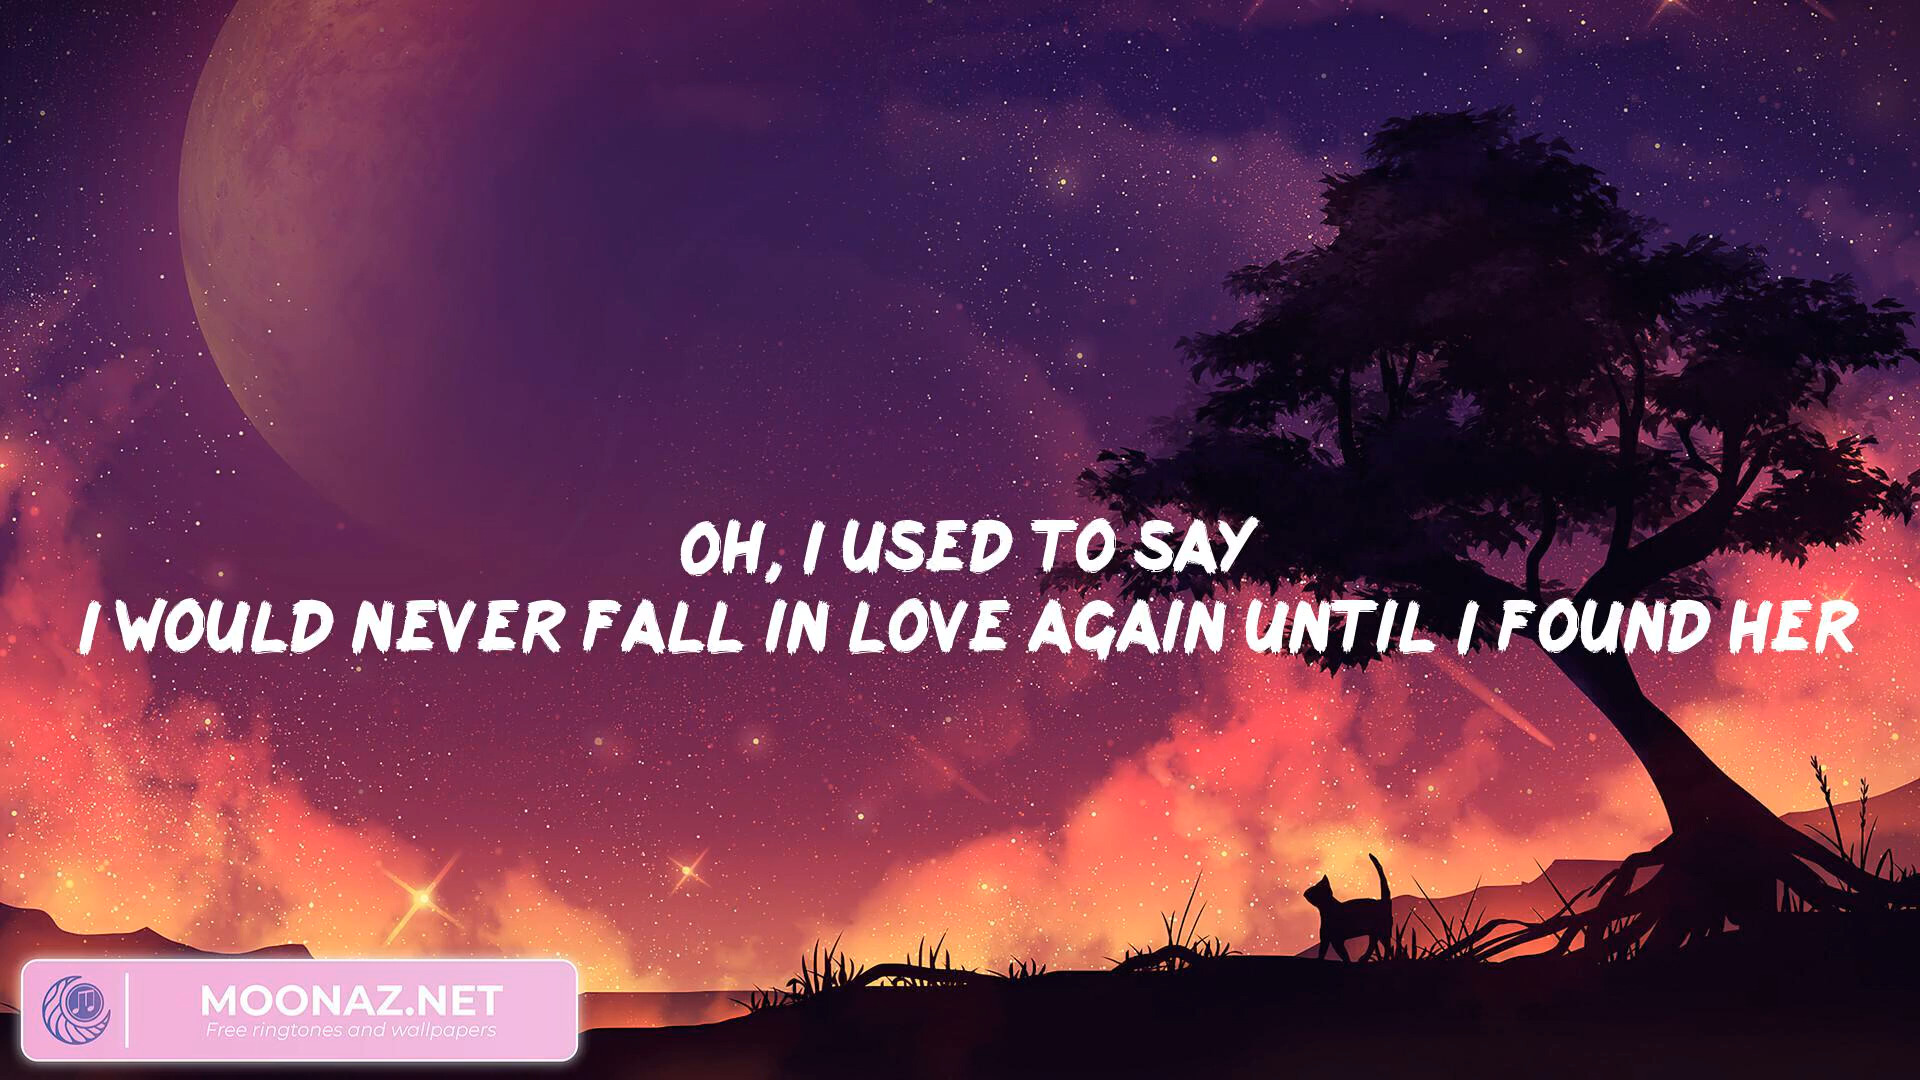 OH, I USED TO SAY
I WOULD NEVER FALL IN LOVE AGAIN UNTIL I FOUND HER
MOONAZ.NET
Free ringtones and wallpapers